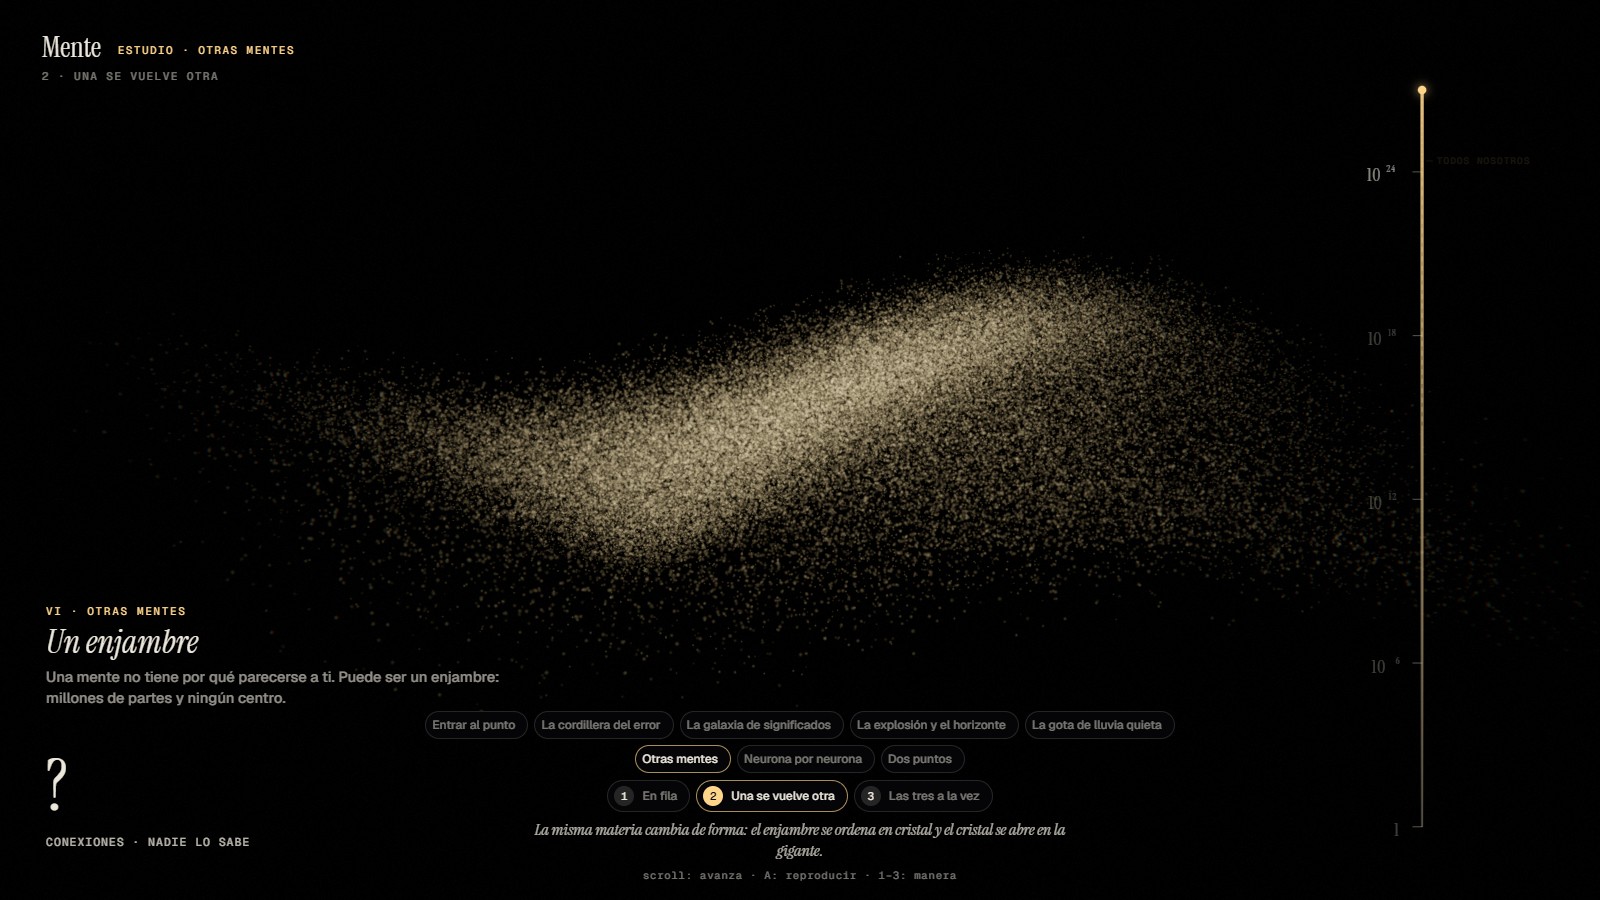 Mente ESTUDIO · OTRAS MENTES
2 · UNA SE VUELVE OTRA
TODOS NOSOTROS
10 24
10 18
10 12
10 6
1
VI · OTRAS MENTES
Un enjambre
Una mente no tiene por qué parecerse a ti. Puede ser un enjambre:
millones de partes y ningún centro.
?
CONEXIONES · NADIE LO SABE
Entrar al punto La cordillera del error La galaxia de significados La explosión y el horizonte La gota de lluvia quieta
Otras mentes Neurona por neurona Dos puntos
1 En fila 2 Una se vuelve otra 3 Las tres a la vez
La misma materia cambia de forma: el enjambre se ordena en cristal y el cristal se abre en la
gigante.
scroll: avanza · A: reproducir · 1–3: manera